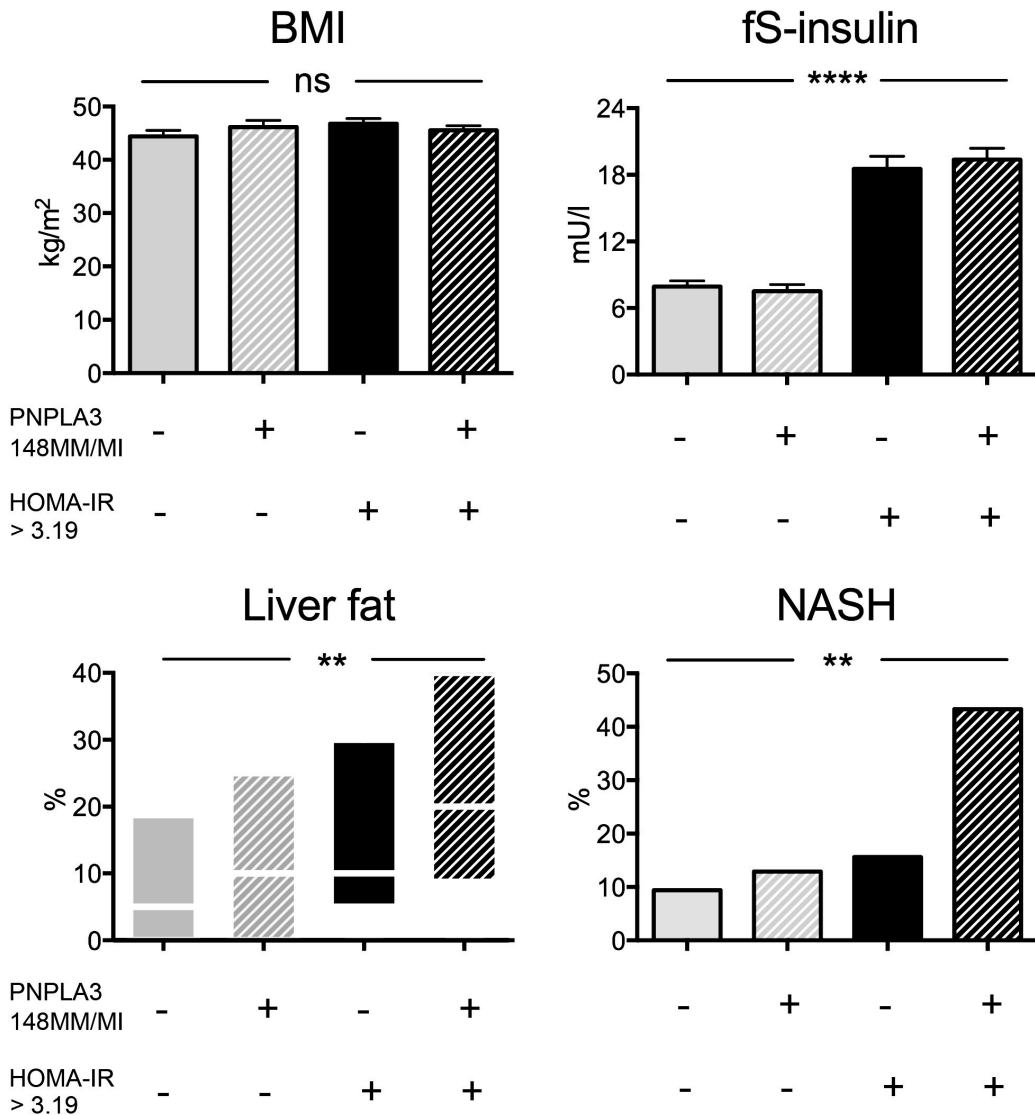 BMI
ns
50
40
30
20
10
0
kg/m²
PNPLA3 - + - +
148MM/MI
HOMA-IR - - + +
> 3.19
fS-insulin
****
24
18
12
6
0
mU/l
- + - +
- - + +
Liver fat
**
40
30
20
10
0
%
PNPLA3 - + - +
148MM/MI
HOMA-IR - - + +
> 3.19
NASH
**
50
40
30
20
10
0
%
- + - +
- - + +